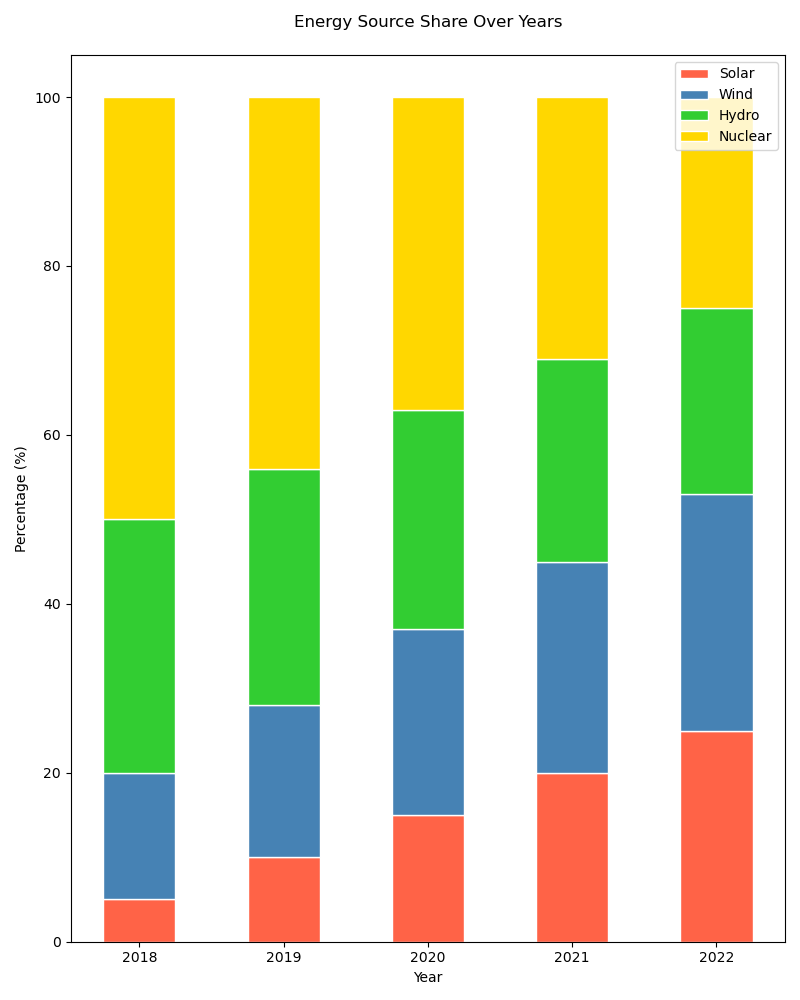 Energy Source Share Over Years
Solar
Wind
Hydro
Nuclear
100
80
60
40
20
0
Percentage (%)
2018 2019 2020 2021 2022
Year